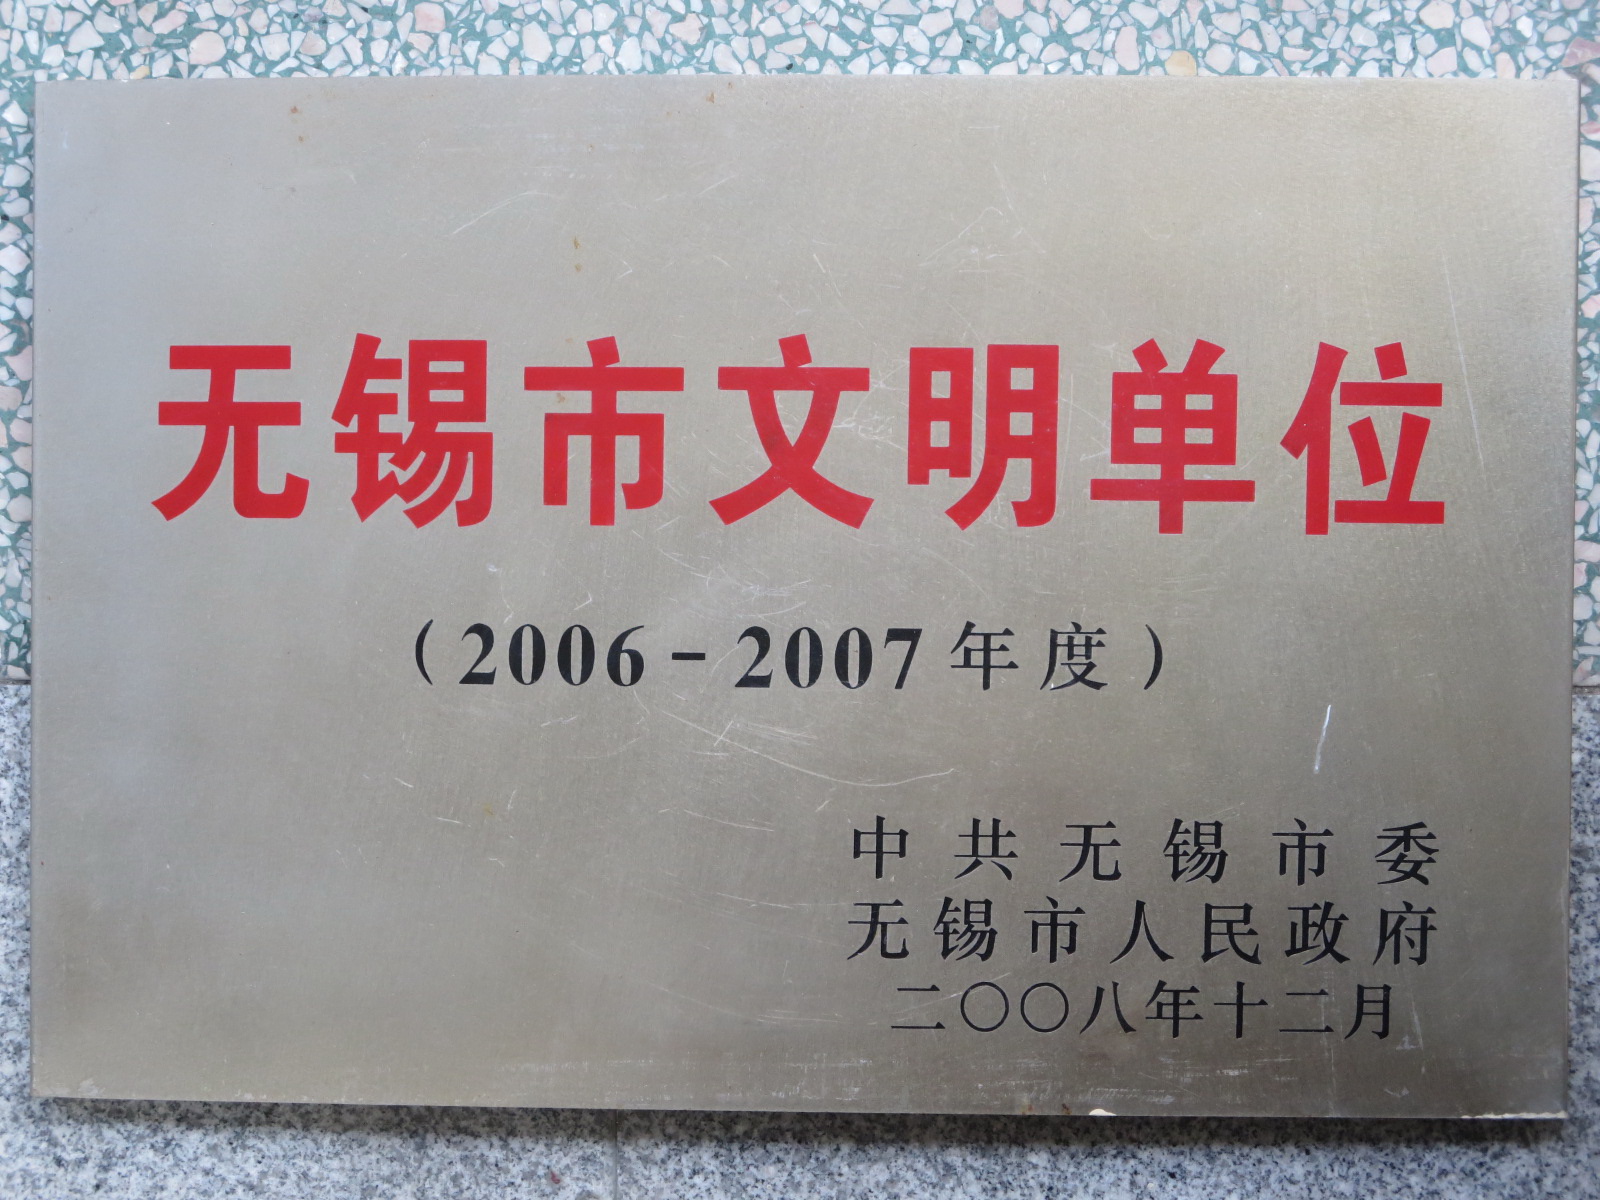 无锡市文明单位
（2006-2007年度）
中共无锡市委
无锡市人民政府
二〇〇八年十二月